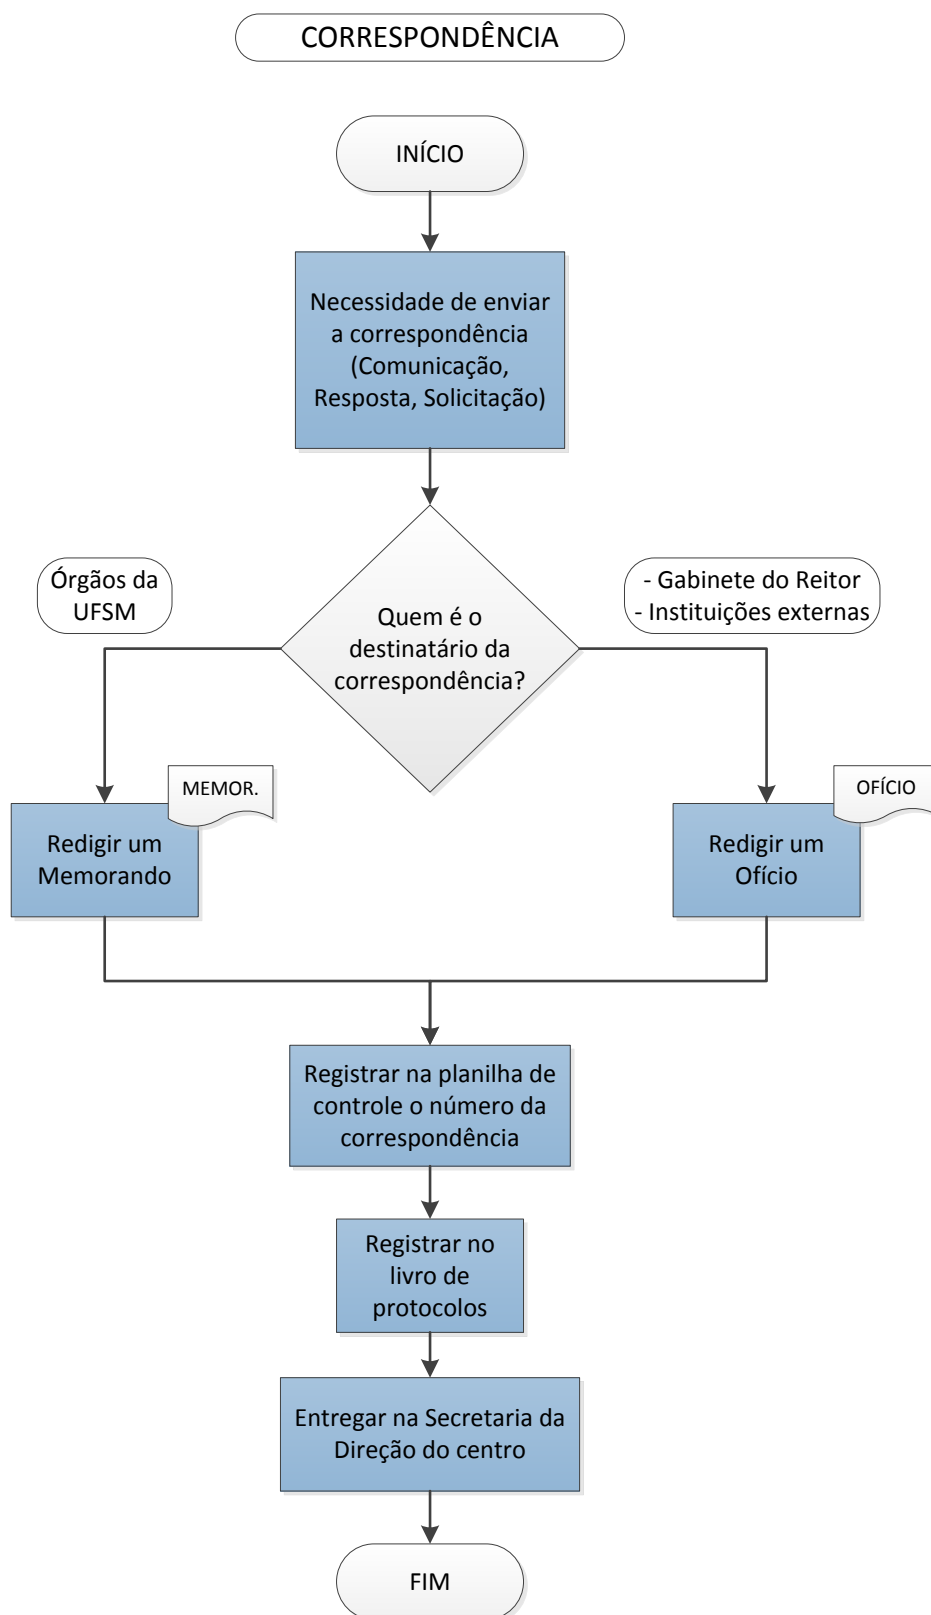 CORRESPONDÊNCIA
INÍCIO
Necessidade de enviar
a correspondência
(Comunicação,
Resposta, Solicitação)
Órgãos da
UFSM
- Gabinete do Reitor
- Instituições externas
Quem é o
destinatário da
correspondência?
MEMOR.
Redigir um
Memorando
OFÍCIO
Redigir um
Ofício
Registrar na planilha de
controle o número da
correspondência
Registrar no
livro de
protocolos
Entregar na Secretaria da
Direção do centro
FIM